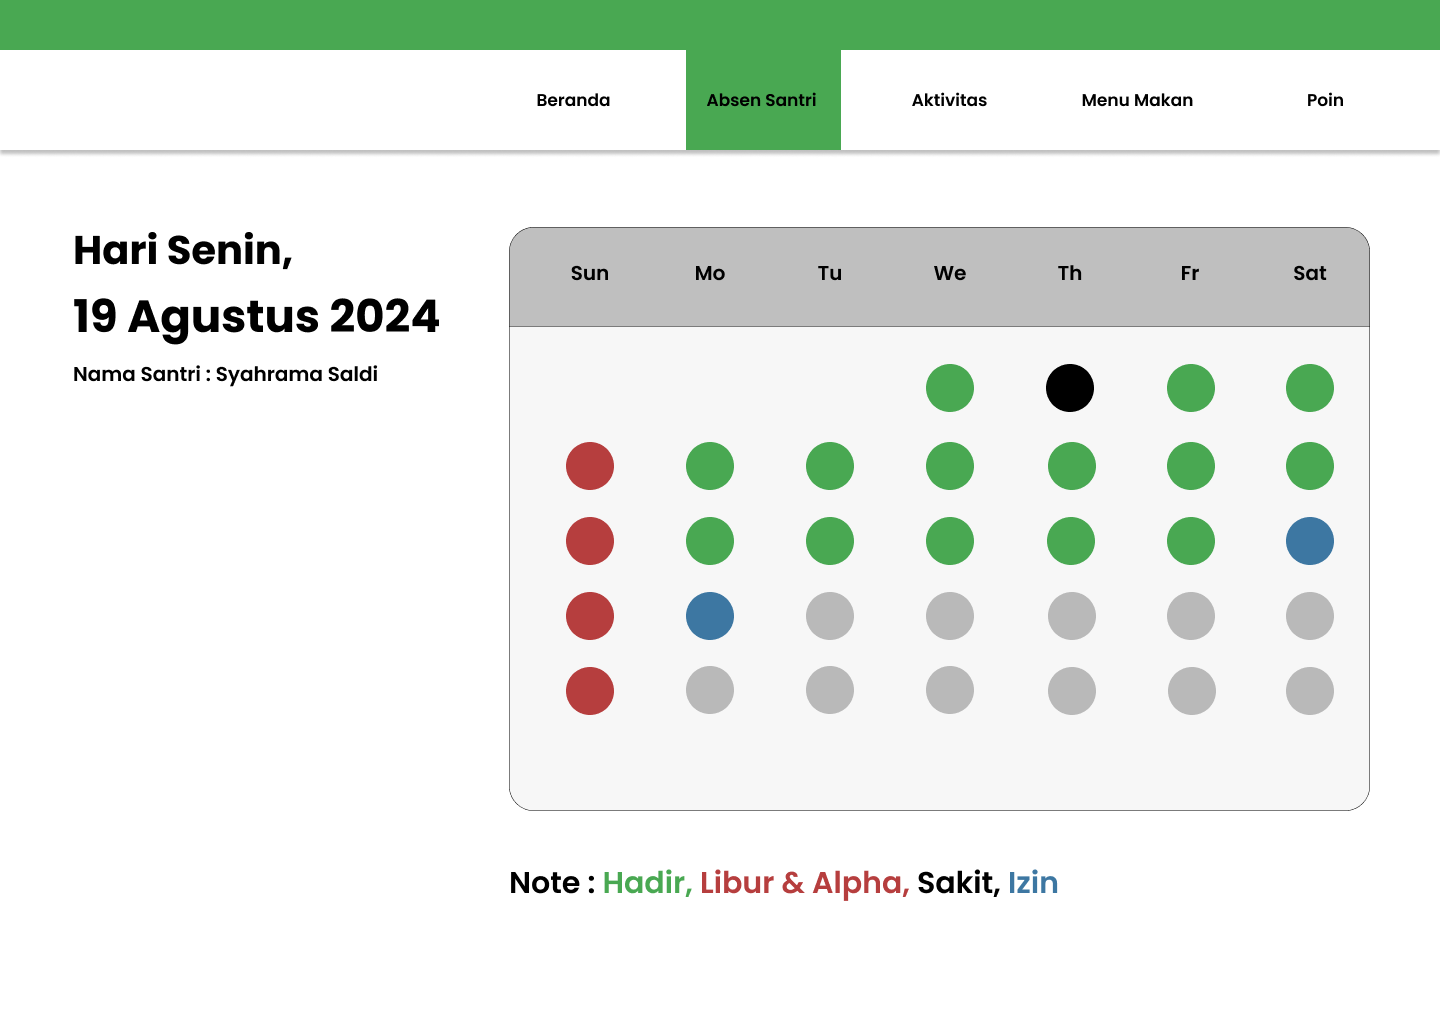 Beranda Absen Santri Aktivitas Menu Makan Poin
Hari Senin,
19 Agustus 2024
Nama Santri : Syahrama Saldi
Sun Mo Tu We Th Fr Sat
Note : Hadir, Libur & Alpha, Sakit, Izin